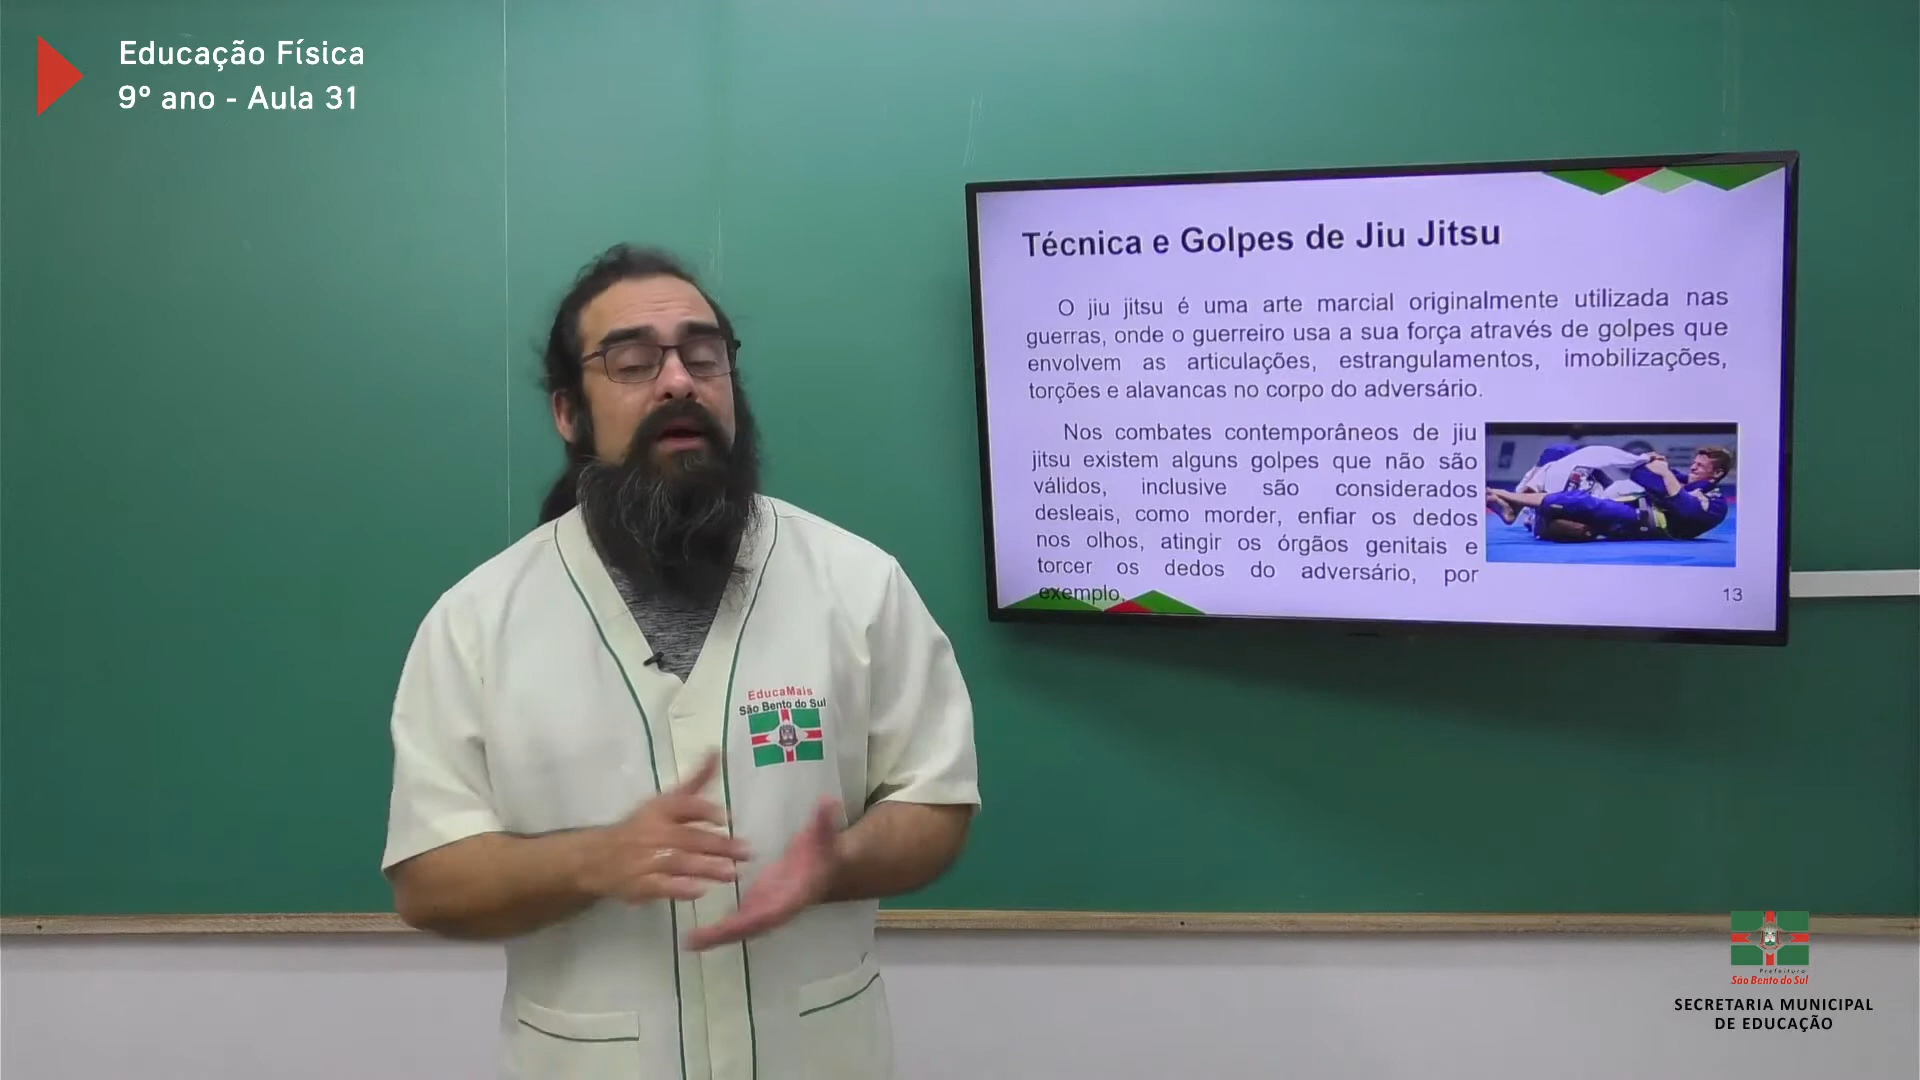 Educação Física
9º ano - Aula 31
Técnica e Golpes de Jiu Jitsu
O jiu jitsu é uma arte marcial originalmente utilizada nas
guerras, onde o guerreiro usa a sua força através de golpes que
envolvem as articulações, estrangulamentos, imobilizações,
torções e alavancas no corpo do adversário.
Nos combates contemporâneos de jiu
jitsu existem alguns golpes que não são
válidos, inclusive são considerados
desleais, como morder, enfiar os dedos
nos olhos, atingir os órgãos genitais e
torcer os dedos do adversário, por
exemplo.
13
EducaMais
São Bento do Sul
Prefeitura
São Bento do Sul
SECRETARIA MUNICIPAL
DE EDUCAÇÃO